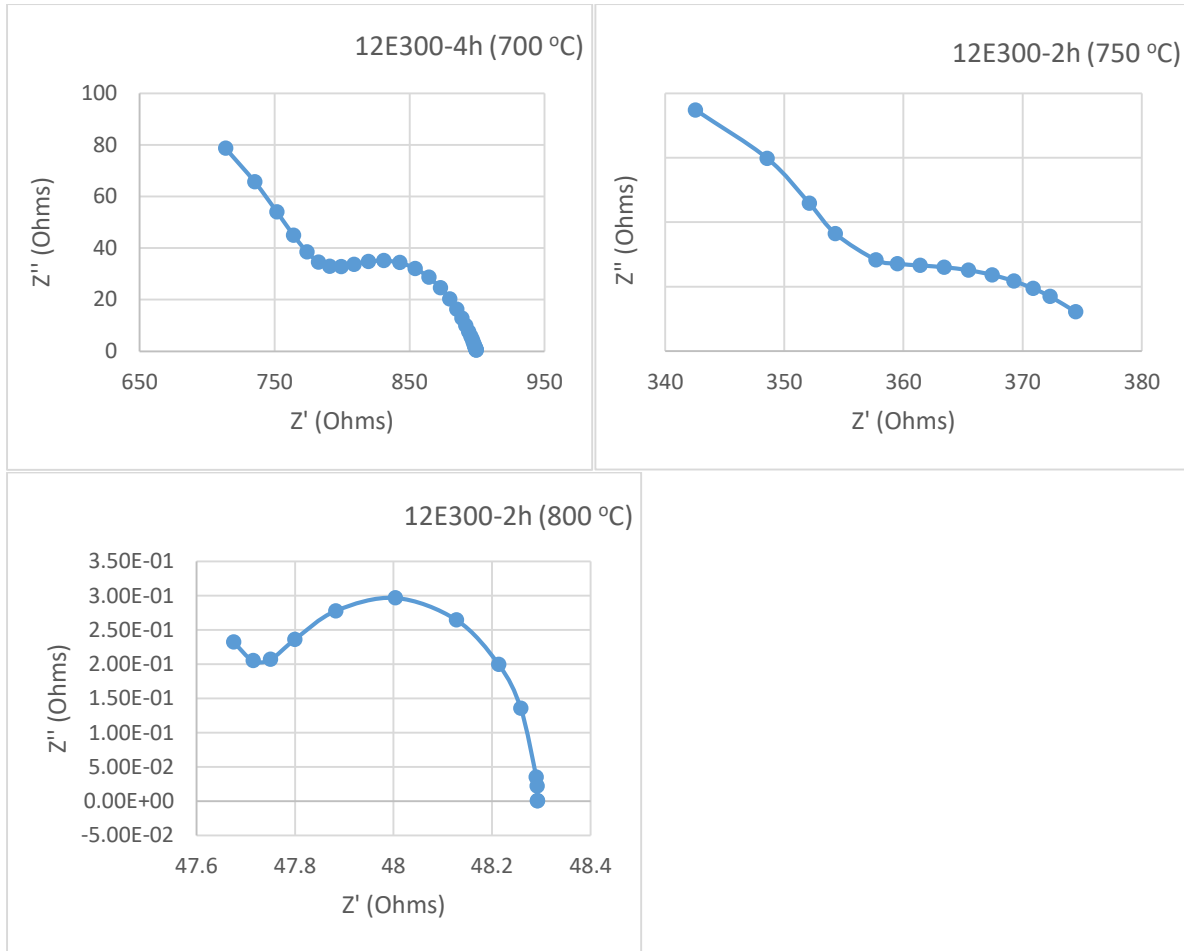 12E300-4h (700 oC)
100
80
60
40
20
0
Z'' (Ohms)
650 750 850 950
Z' (Ohms)
12E300-2h (750 oC)
Z'' (Ohms)
340 350 360 370 380
Z' (Ohms)
12E300-2h (800 oC)
3.50E-01
3.00E-01
2.50E-01
2.00E-01
1.50E-01
1.00E-01
5.00E-02
0.00E+00
-5.00E-02
Z'' (Ohms)
47.6 47.8 48 48.2 48.4
Z' (Ohms)